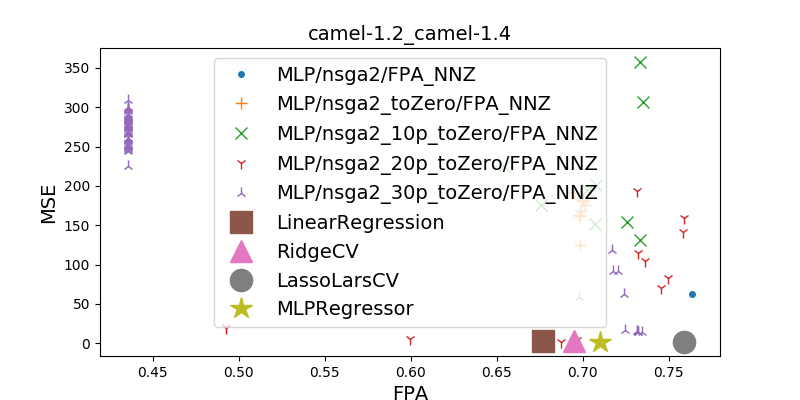 camel-1.2_camel-1.4
MSE
350
300
250
200
150
100
50
0
MLP/nsga2/FPA_NNZ
MLP/nsga2_toZero/FPA_NNZ
MLP/nsga2_10p_toZero/FPA_NNZ
MLP/nsga2_20p_toZero/FPA_NNZ
MLP/nsga2_30p_toZero/FPA_NNZ
LinearRegression
RidgeCV
LassoLarsCV
MLPRegressor
0.45 0.50 0.55 0.60 0.65 0.70 0.75
FPA